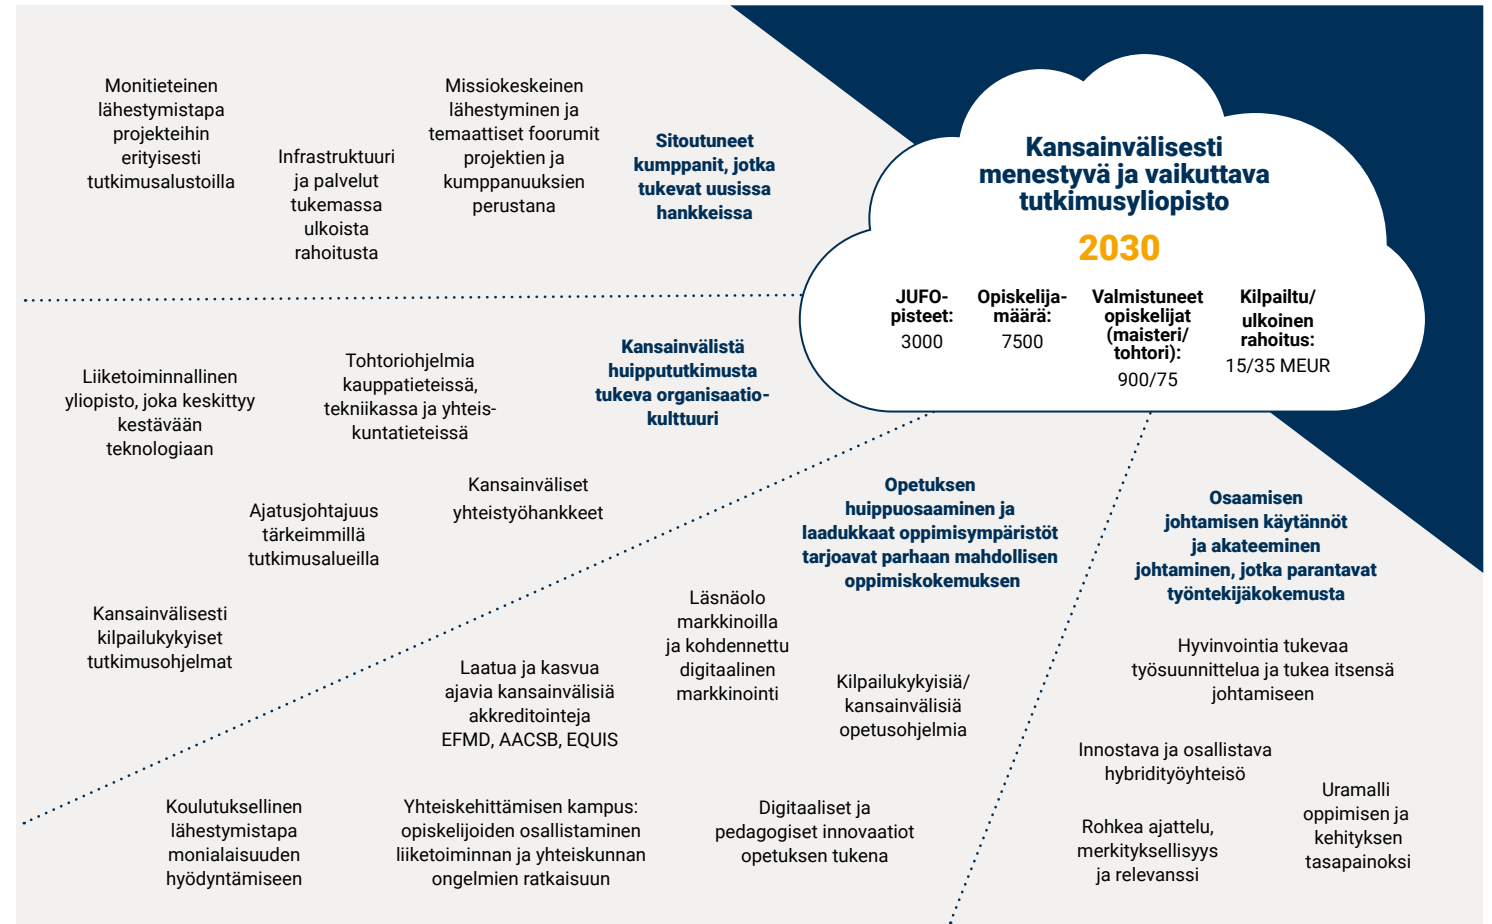 Monitieteinen
lähestymistapa
projekteihin
erityisesti
tutkimusalustoilla
Infrastruktuuri
ja palvelut
tukemassa
ulkoista
rahoitusta
Missiokeskeinen
lähestyminen ja
temaattiset foorumit
projektien ja
kumppanuuksien
perustana
Sitoutuneet
kumppanit, jotka
tukevat uusissa
hankkeissa
Kansainvälisesti
menestyvä ja vaikuttava
tutkimusyliopisto
2030
JUFO-
pisteet:
3000
Opiskelija-
määrä:
7500
Valmistuneet
opiskelijat
(maisteri/
tohtori):
900/75
Kilpailtu/
ulkoinen
rahoitus:
15/35 MEUR
Liiketoiminnallinen
yliopisto, joka keskittyy
kestävään
teknologiaan
Tohtoriohjelmia
kauppatieteissä,
tekniikassa ja yhteis-
kuntatieteissä
Kansainvälistä
huippututkimusta
tukeva organisaatio-
kulttuuri
Ajatusjohtajuus
tärkeimmillä
tutkimusalueilla
Kansainväliset
yhteistyöhankkeet
Kansainvälisesti
kilpailukykyiset
tutkimusohjelmat
Opetuksen
huippuosaaminen ja
laadukkaat oppimisympäristöt
tarjoavat parhaan mahdollisen
oppimiskokemuksen
Läsnäolo
markkinoilla
ja kohdennettu
digitaalinen
markkinointi
Laatua ja kasvua
ajavia kansainvälisiä
akkreditointeja
EFMD, AACSB, EQUIS
Kilpailukykyisiä/
kansainvälisiä
opetusohjelmia
Koulutuksellinen
lähestymistapa
monialaisuuden
hyödyntämiseen
Yhteiskehittämisen kampus:
opiskelijoiden osallistaminen
liiketoiminnan ja yhteiskunnan
ongelmien ratkaisuun
Digitaaliset ja
pedagogiset innovaatiot
opetuksen tukena
Osaamisen
johtamisen käytännöt
ja akateeminen
johtaminen, jotka parantavat
työntekijäkokemusta
Hyvinvointia tukevaa
työsuunnittelua ja tukea itsensä
johtamiseen
Innostava ja osallistava
hybridityöyhteisö
Rohkea ajattelu,
merkityksellisyys
ja relevanssi
Uramalli
oppimisen ja
kehityksen
tasapainoksi